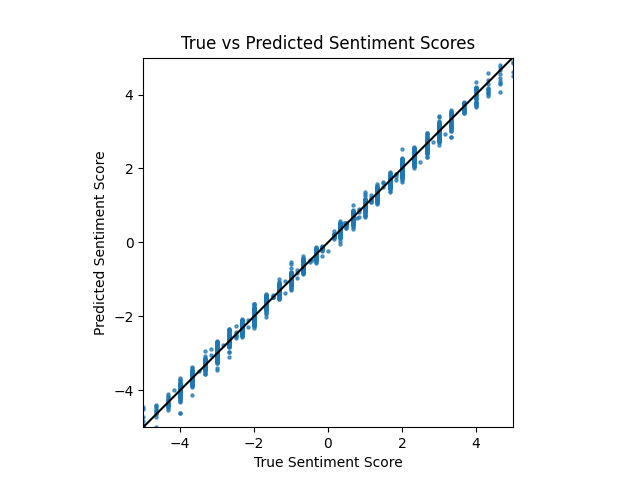 True vs Predicted Sentiment Scores
Predicted Sentiment Score
4
2
0
−2
−4
−4 −2 0 2 4
True Sentiment Score